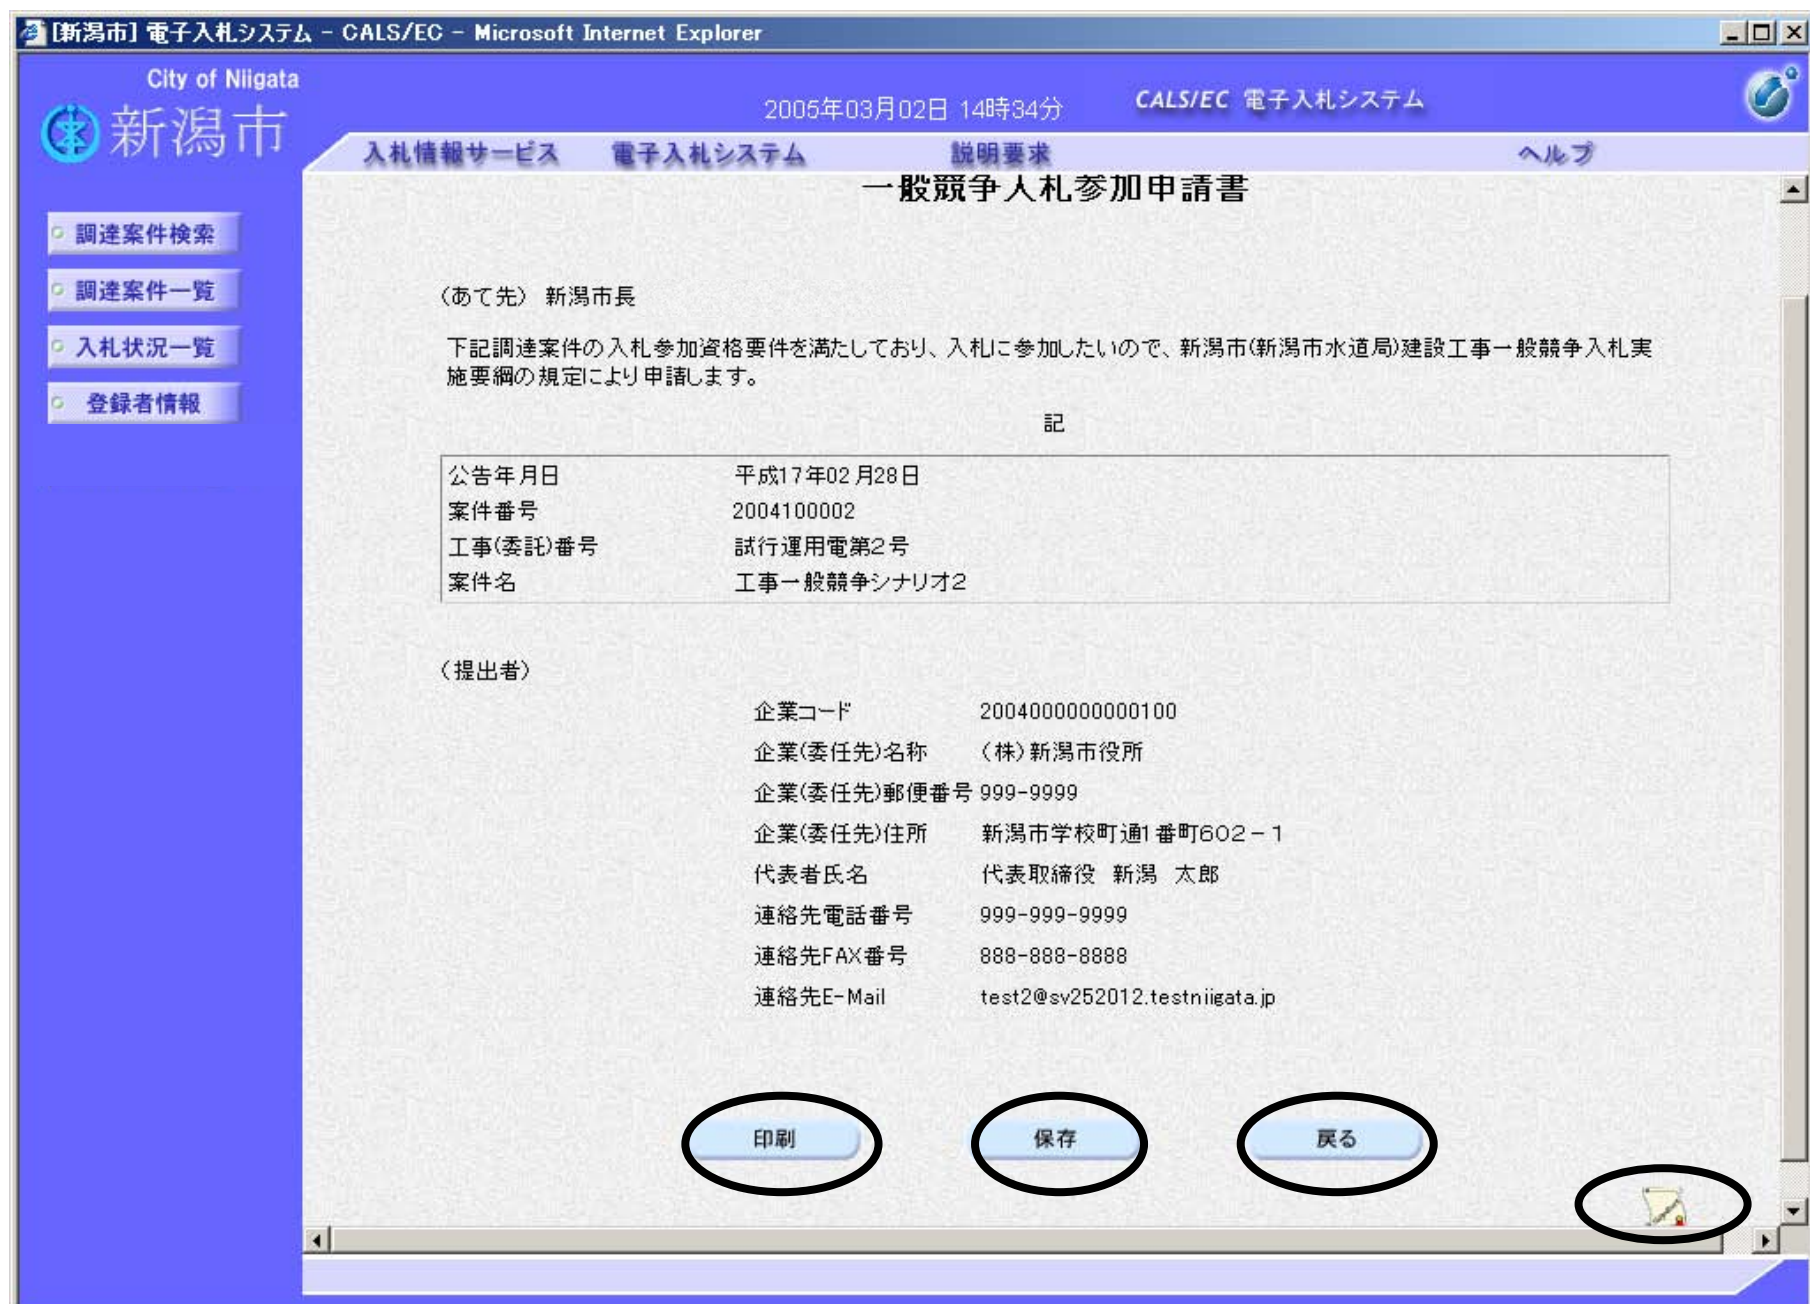 [新潟市] 電子入札システム - CALS/EC - Microsoft Internet Explorer
City of Niigata
新潟市
2005年03月02日 14時34分
CALS/EC 電子入札システム
入札情報サービス 電子入札システム 説明要求 ヘルプ
調達案件検索
調達案件一覧
入札状況一覧
登録者情報
一般競争入札参加申請書
(あて先) 新潟市長
下記調達案件の入札参加資格要件を満たしており、入札に参加したいので、新潟市(新潟市水道局)建設工事一般競争入札実
施要綱の規定により申請します。
記
公告年月日 平成17年02月28日
案件番号 2004100002
工事(委託)番号 試行運用電第2号
案件名 工事一般競争シナリオ2
(提出者)
企業コード 2004000000000100
企業(委任先)名称 (株)新潟市役所
企業(委任先)郵便番号 999-9999
企業(委任先)住所 新潟市学校町通1番町602-1
代表者氏名 代表取締役 新潟 太郎
連絡先電話番号 999-999-9999
連絡先FAX番号 888-888-8888
連絡先E-Mail test2@sv252012.testniigata.jp
印刷 保存 戻る